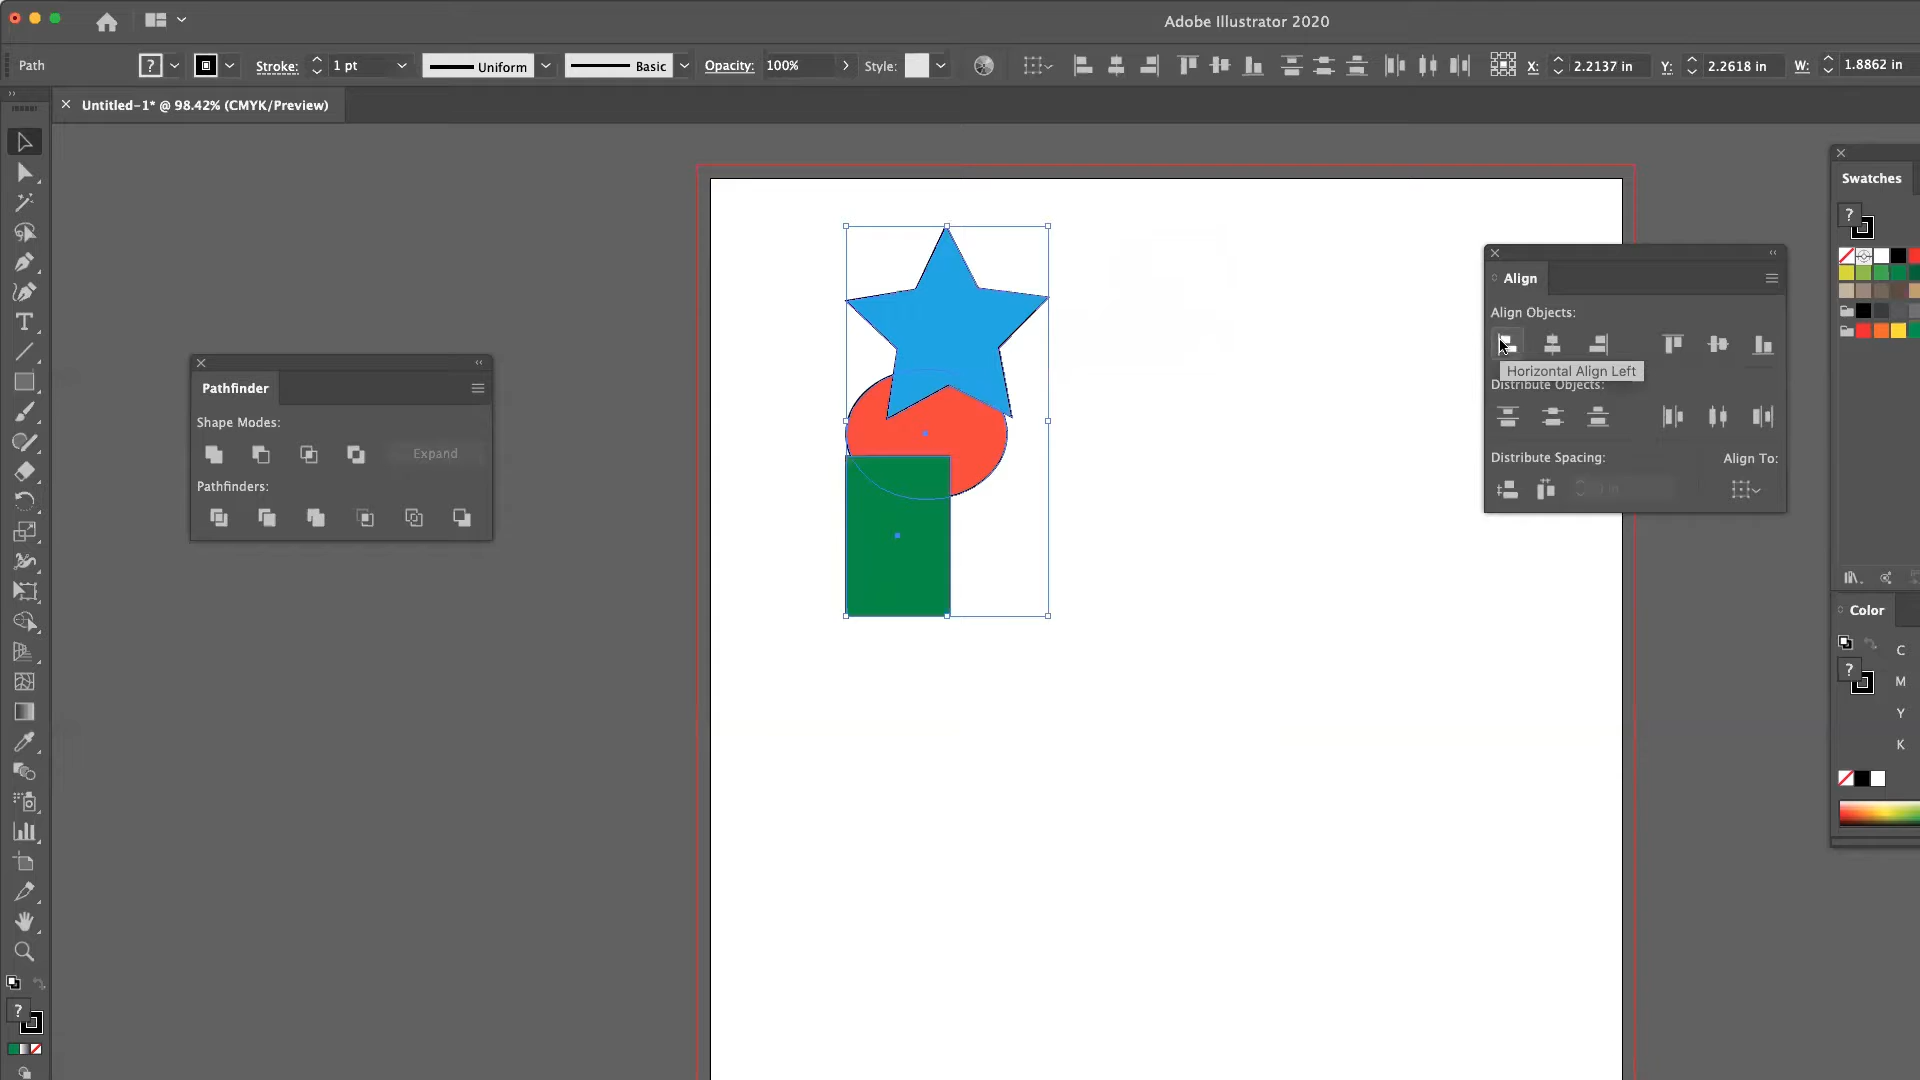 Adobe Illustrator 2020
Path
?
Stroke:
1 pt
Uniform
Basic
Opacity:
100%
Style:
X:
2.2137 in
Y:
2.2618 in
W:
1.8862 in
Untitled-1* @ 98.42% (CMYK/Preview)
Swatches
?
Align
Align Objects:
Horizontal Align Left
Distribute Objects:
Distribute Spacing:
Align To:
Pathfinder
Shape Modes:
Expand
Pathfinders:
T
Color
?
C
M
Y
K
?